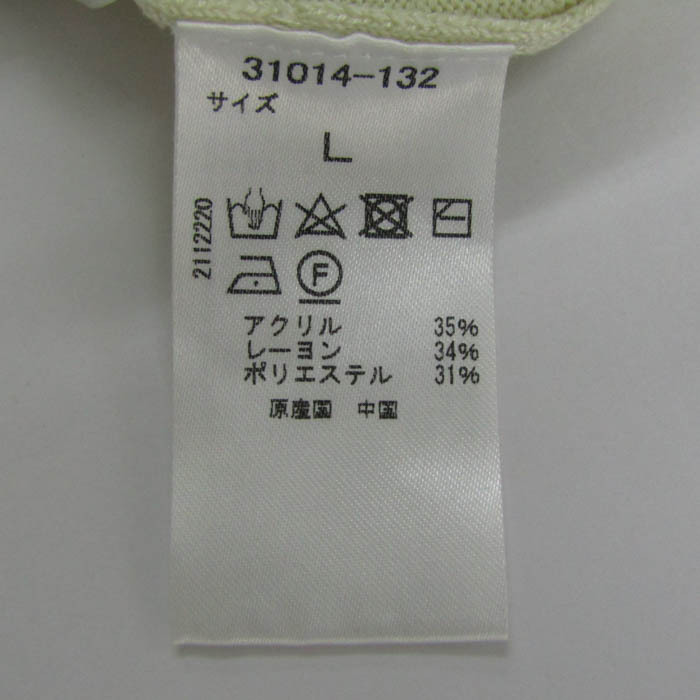 31014-132
サイズ
L
2112220
F
アクリル 35%
レーヨン 34%
ポリエステル 31%
原産国 中国